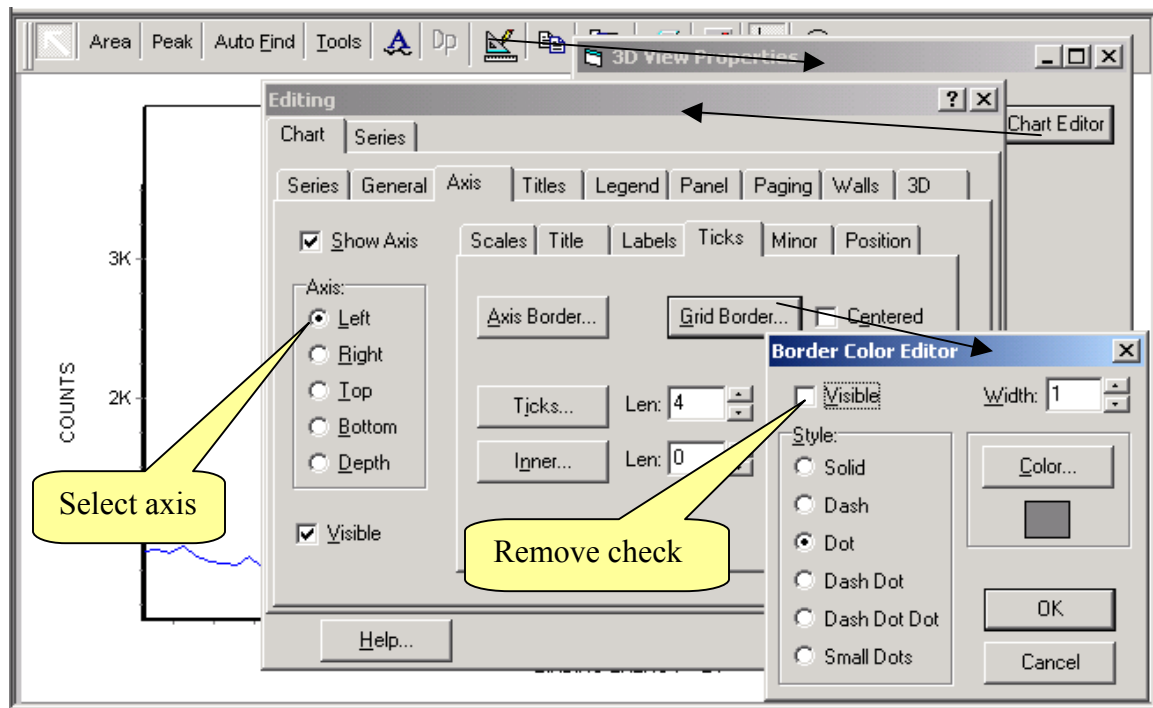 Area Peak Auto Find Tools Dp
3D View Properties
Editing
Chart Editor
Chart Series
Series General Axis Titles Legend Panel Paging Walls 3D
Show Axis
Scales Title Labels Ticks Minor Position
3K
Axis:
Left
Axis Border... Grid Border... Centered
Right
Border Color Editor
COUNTS
2K
Top
Ticks... Len: 4
Visible Width: 1
Bottom
Style:
Depth
Inner... Len: 0
Solid
Color...
Select axis
Dash
Visible
Remove check
Dot
Dash Dot
Dash Dot Dot
OK
Help...
Small Dots
Cancel